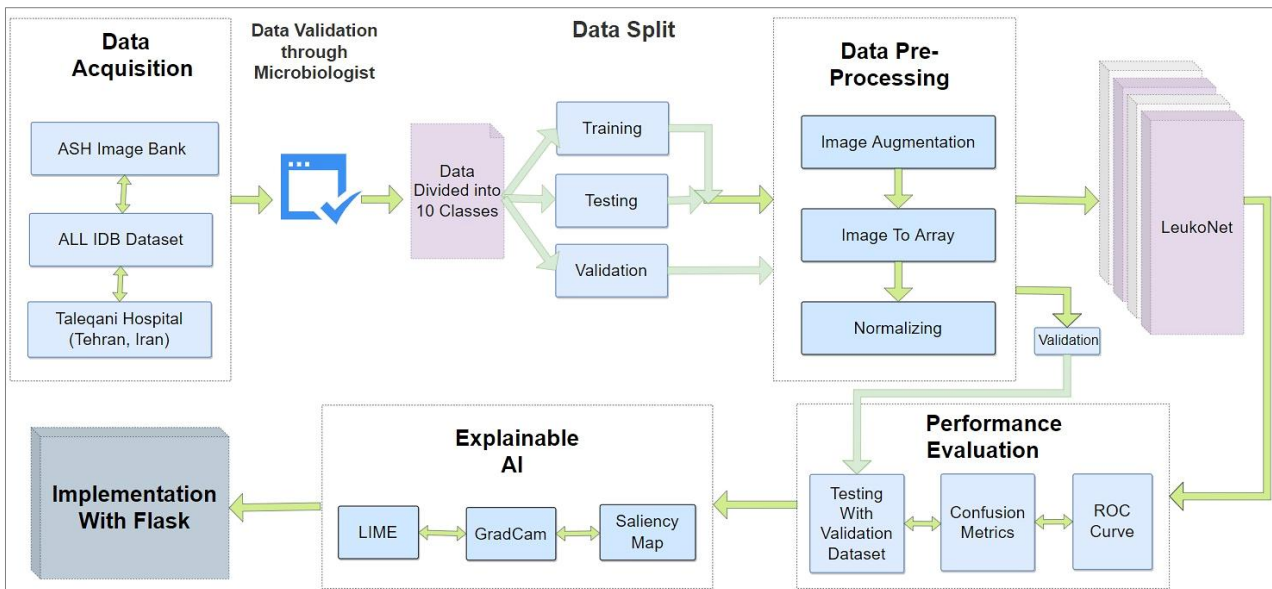 Data
Acquisition
ASH Image Bank
ALL IDB Dataset
Taleqani Hospital
(Tehran, Iran)
Data Validation
through
Microbiologist
Data
Divided into
10 Classes
Data Split
Training
Testing
Validation
Data Pre-
Processing
Image Augmentation
Image To Array
Normalizing
LeukoNet
Validation
Performance
Evaluation
Testing
With
Validation
Dataset
Confusion
Metrics
ROC
Curve
Explainable
AI
LIME
GradCam
Saliency
Map
Implementation
With Flask